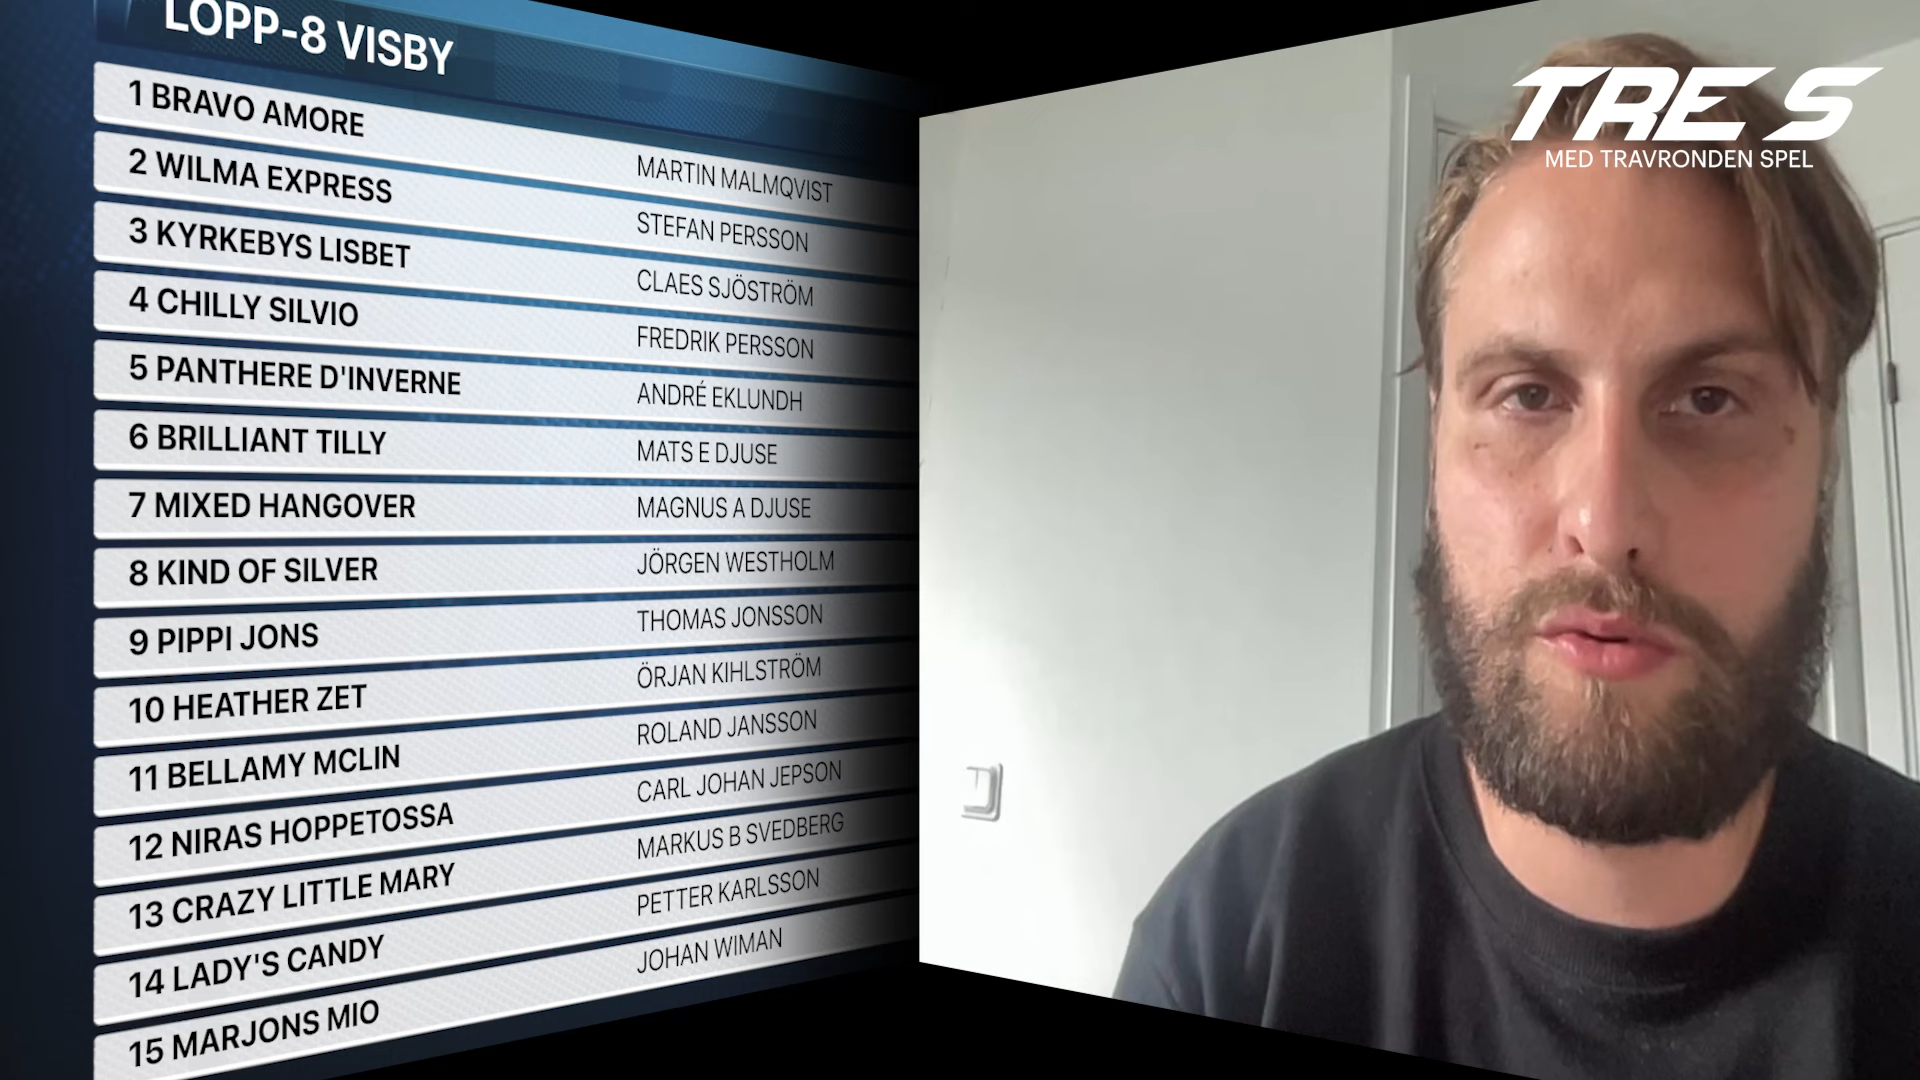 LOPP-8 VISBY
1 BRAVO AMORE MARTIN MALMQVIST
2 WILMA EXPRESS STEFAN PERSSON
3 KYRKEBYS LISBET CLAES SJÖSTRÖM
4 CHILLY SILVIO FREDRIK PERSSON
5 PANTHERE D'INVERNE ANDRÉ EKLUNDH
6 BRILLIANT TILLY MATS E DJUSE
7 MIXED HANGOVER MAGNUS A DJUSE
8 KIND OF SILVER JÖRGEN WESTHOLM
9 PIPPI JONS THOMAS JONSSON
10 HEATHER ZET ÖRJAN KIHLSTRÖM
11 BELLAMY MCLIN ROLAND JANSSON
12 NIRAS HOPPETOSSA CARL JOHAN JEPSON
13 CRAZY LITTLE MARY MARKUS B SVEDBERG
14 LADY'S CANDY PETTER KARLSSON
15 MARJONS MIO JOHAN WIMAN
TRE S
MED TRAVRONDEN SPEL